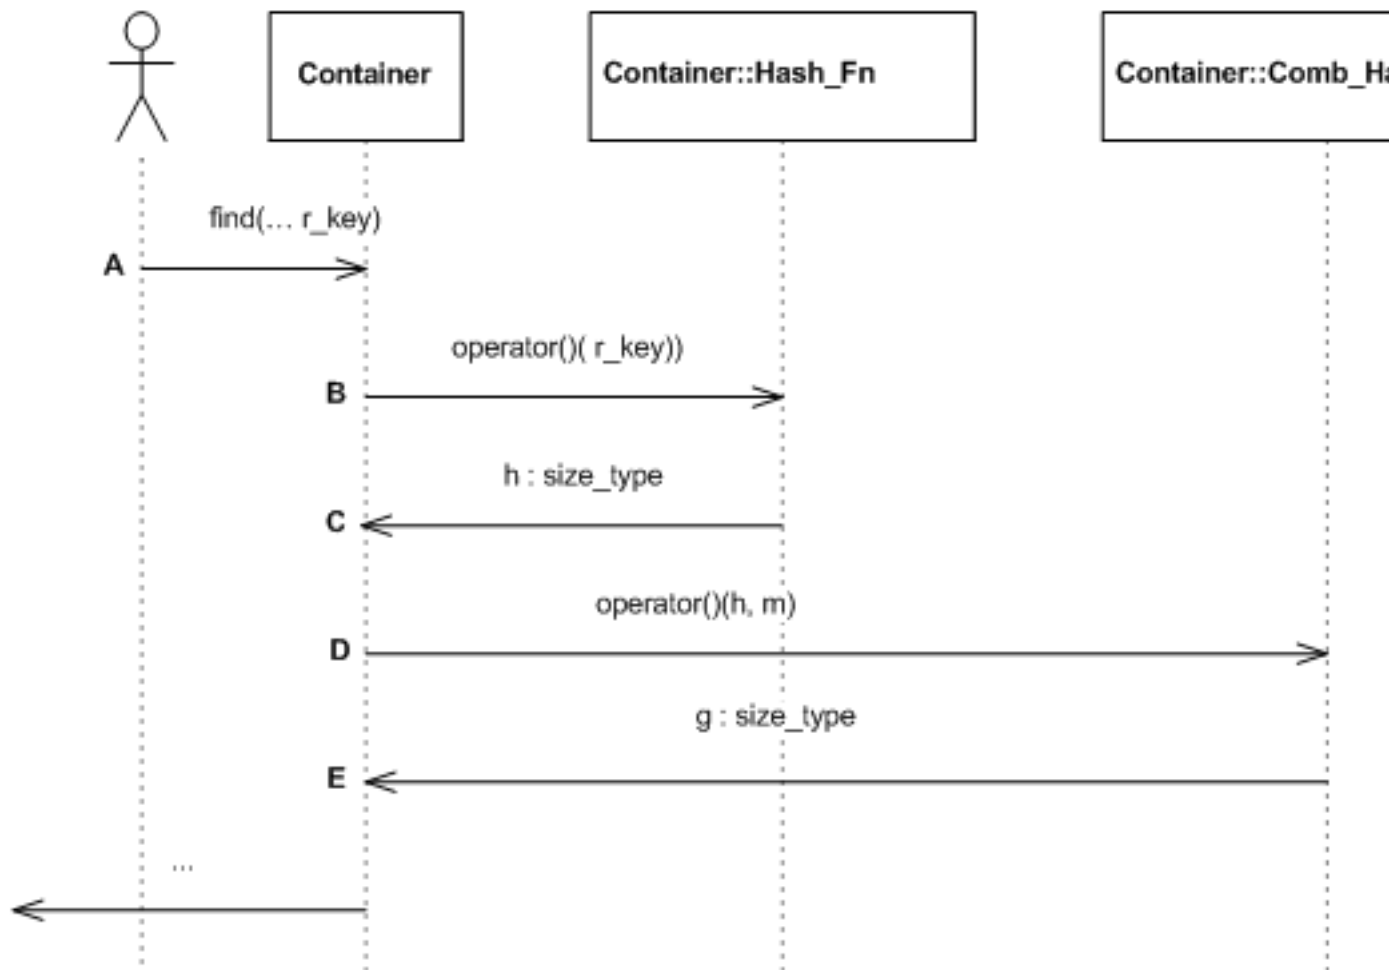 Container
Container::Hash_Fn
Container::Comb_Ha
find(... r_key)
A
operator()( r_key))
B
h : size_type
C
operator()(h, m)
D
g : size_type
E
...